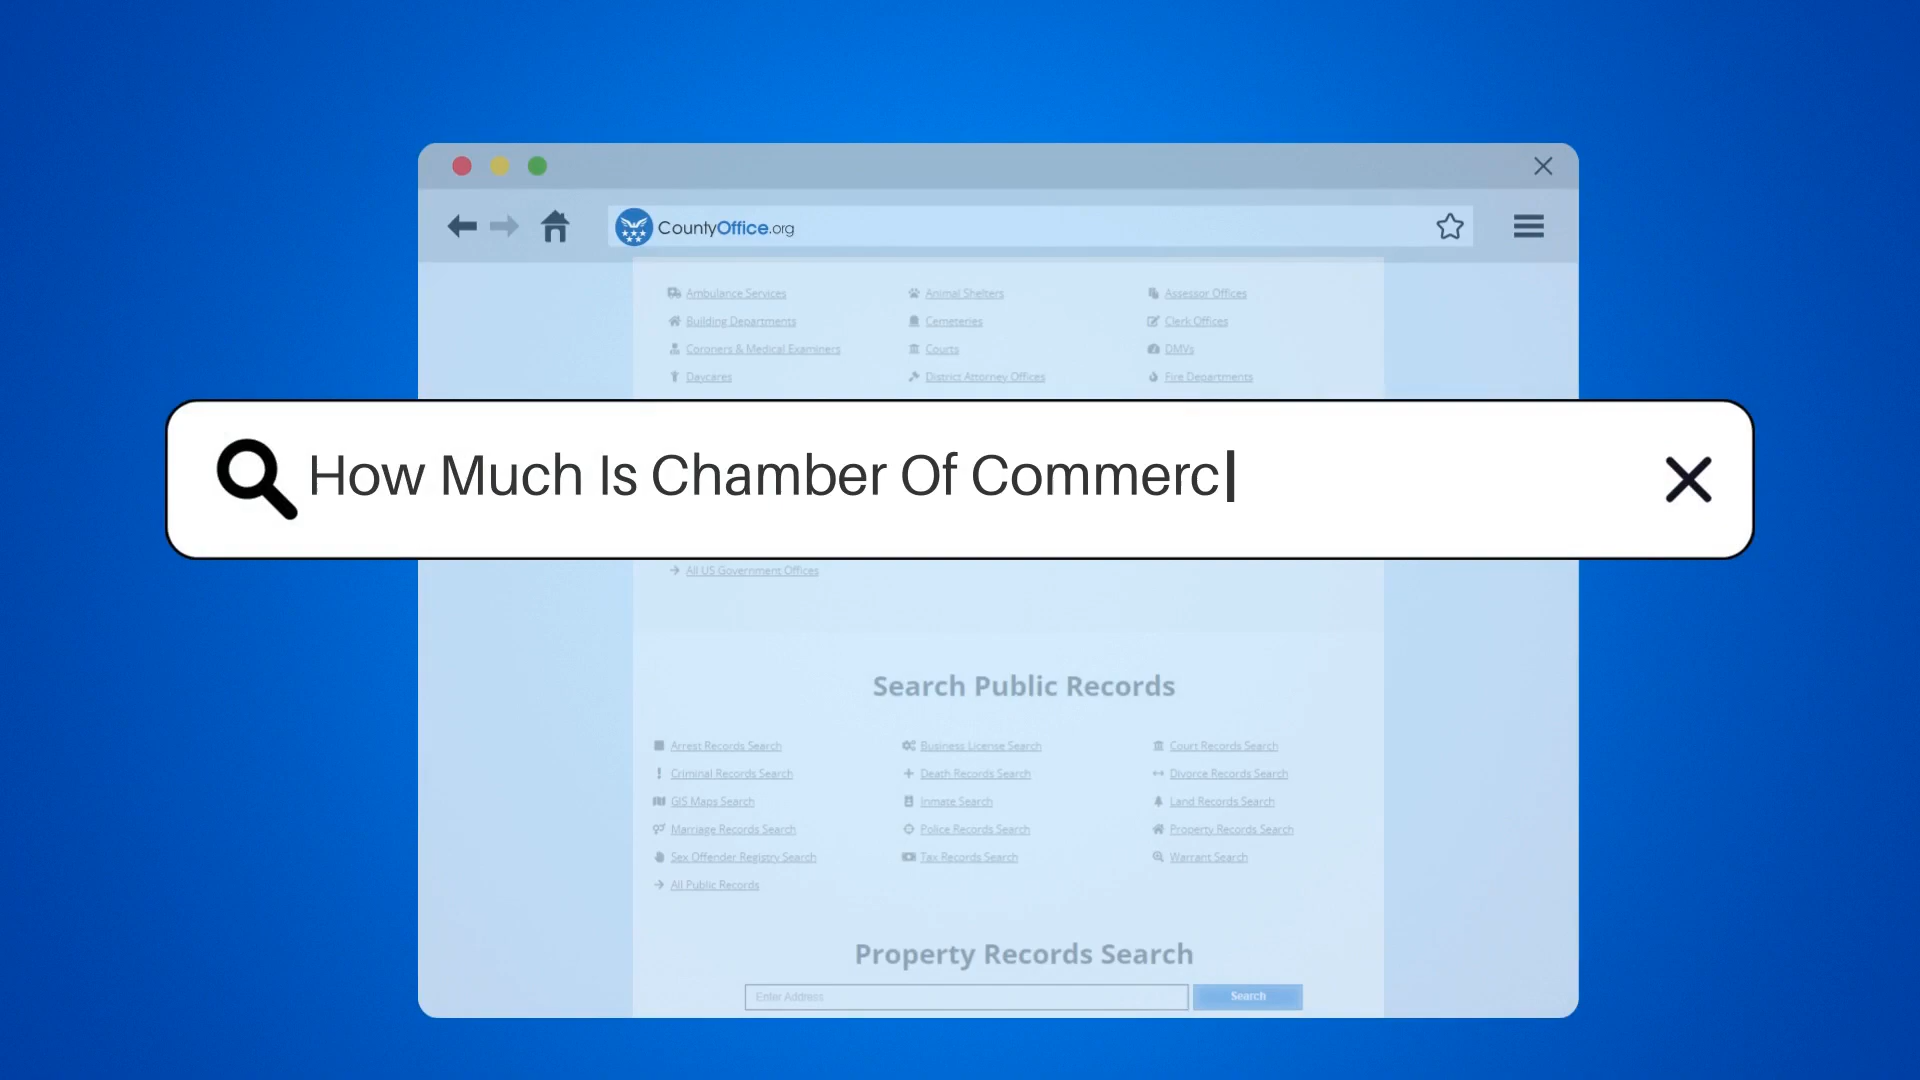 CountyOffice.org
Ambulance Services Animal Shelters Assessor Offices
Building Departments Cemeteries Clerk Offices
Coroners & Medical Examiners Courts DMVs
Daycares District Attorney Offices Fire Departments
How Much Is Chamber Of Commerc
All US Government Offices
Search Public Records
Arrest Records Search Business License Search Court Records Search
Criminal Records Search Death Records Search Divorce Records Search
GIS Maps Search Inmate Search Land Records Search
Marriage Records Search Police Records Search Property Records Search
Sex Offender Registry Search Tax Records Search Warrant Search
All Public Records
Property Records Search
Enter Address Search